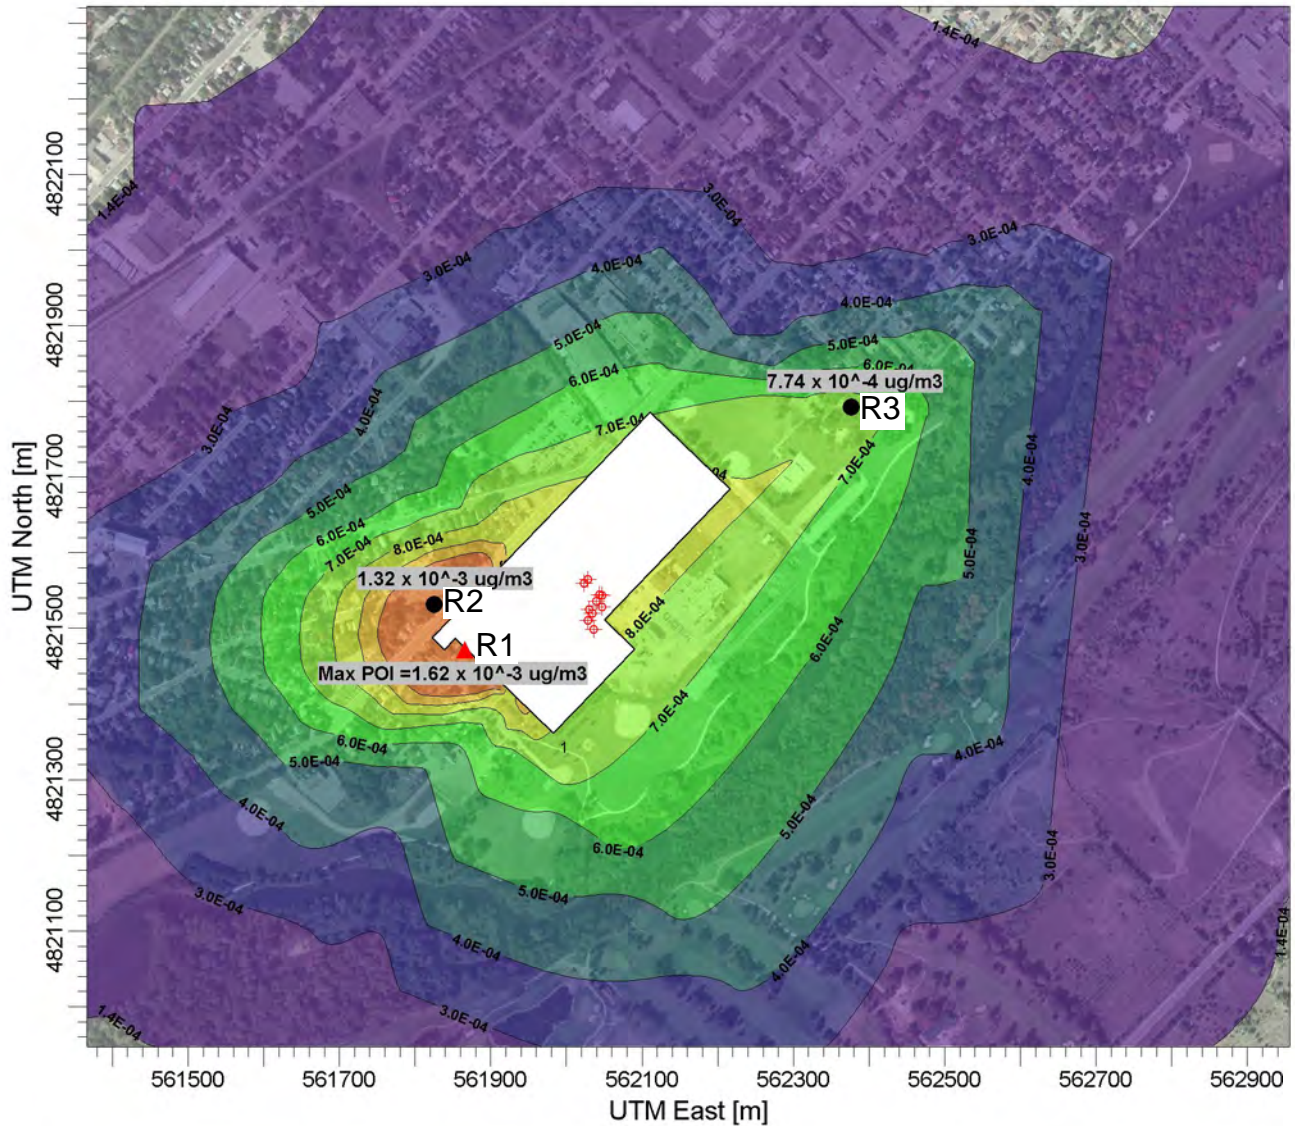 1.4E-04
4822100
1.4E-04
3.0E-04
3.0E-04
3.0E-04
4.0E-04
4821900
4.0E-04
5.0E-04
5.0E-04
6.0E-04
6.0E-04
7.74 x 10^-4 ug/m3
R3
4.0E-04
3.0E-04
7.0E-04
4821700
04
7.0E-04
4.0E-04
5.0E-04
6.0E-04
7.0E-04
8.0E-04
3.0E-04
5.0E-04
1.32 x 10^-3 ug/m3
R2
8.0E-04
4821500
R1
6.0E-04
Max POI =1.62 x 10^-3 ug/m3
7.0E-04
6.0E-04
1
4.0E-04
5.0E-04
4821300
4.0E-04
5.0E-04
6.0E-04
3.0E-04
3.0E-04
5.0E-04
4821100
4.0E-04
4.0E-04
1.4E-04
1.4E-04
3.0E-04
UTM North [m]
561500
561700
561900
562100
562300
562500
562700
562900
UTM East [m]